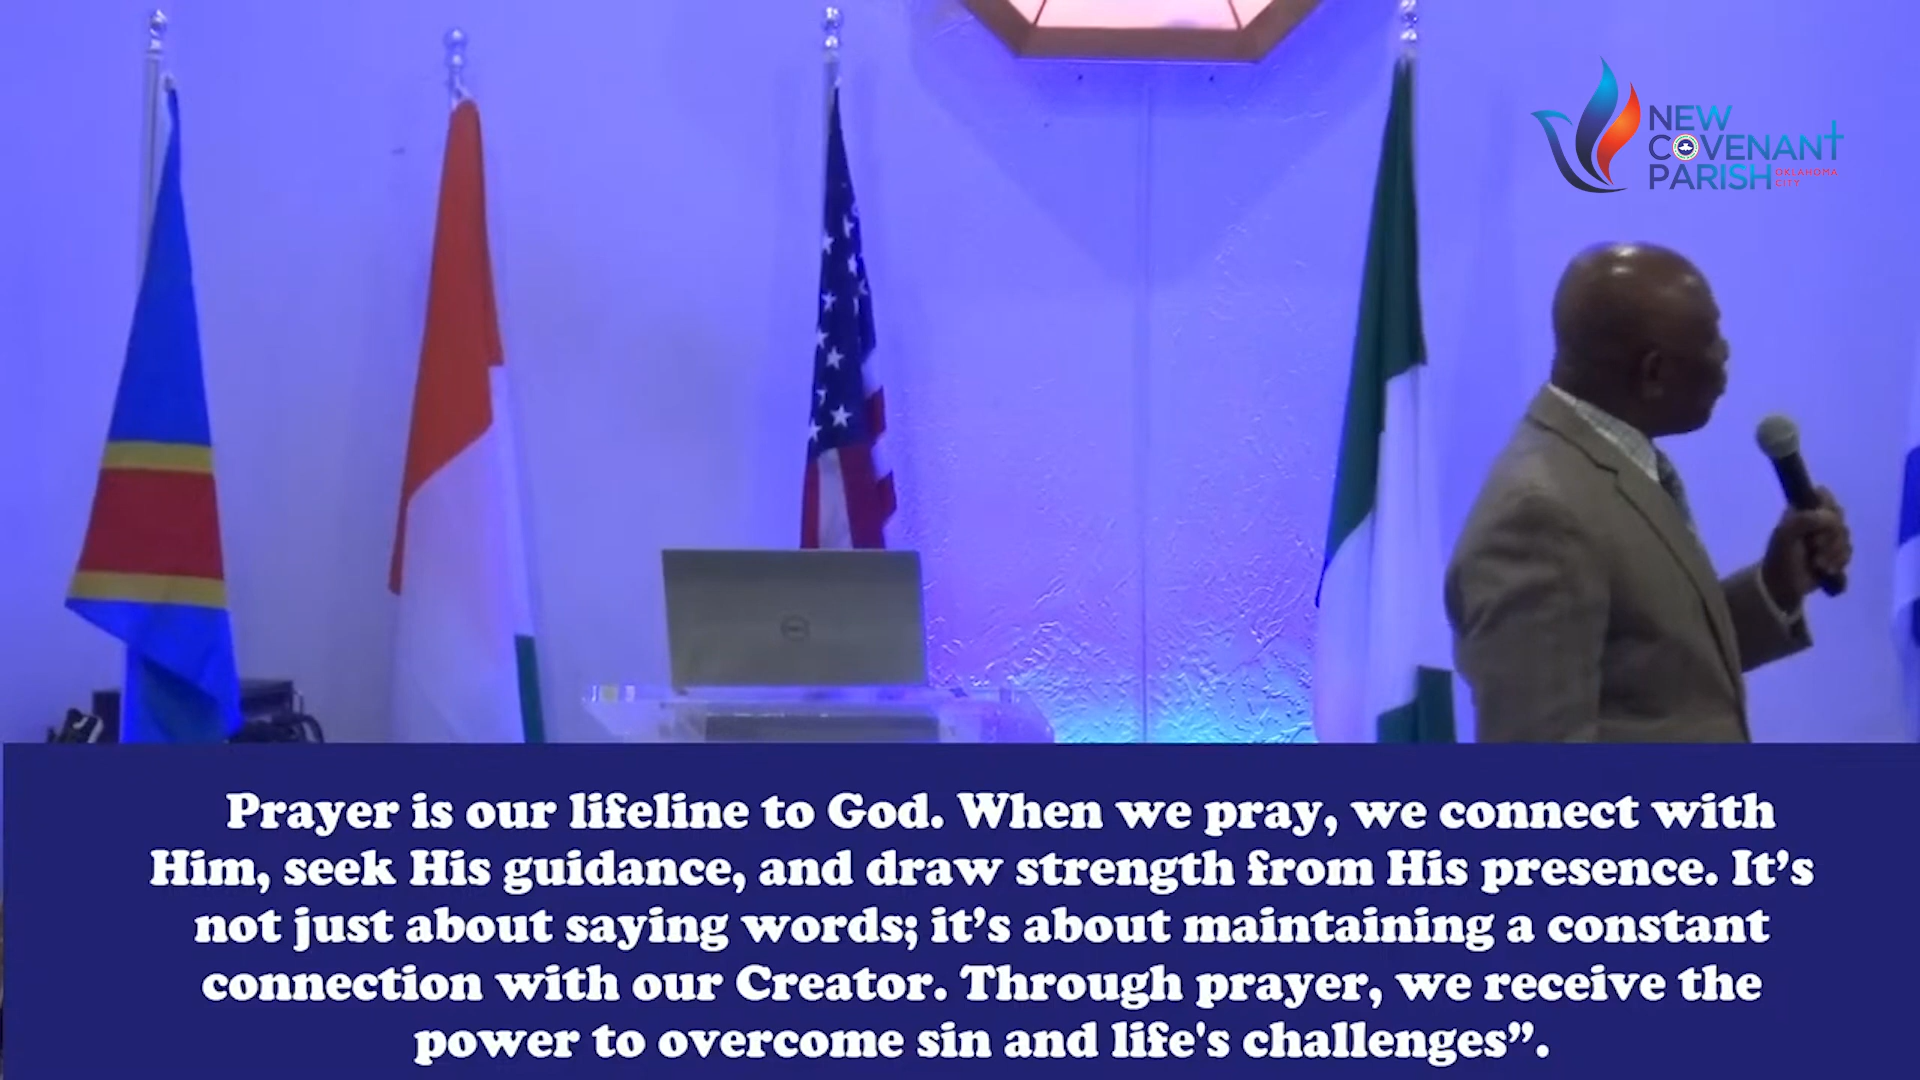 NEW
COVENANT
PARISH
OKLAHOMA
CITY
DELL
Prayer is our lifeline to God. When we pray, we connect with
Him, seek His guidance, and draw strength from His presence. It’s
not just about saying words; it’s about maintaining a constant
connection with our Creator. Through prayer, we receive the
power to overcome sin and life's challenges”.